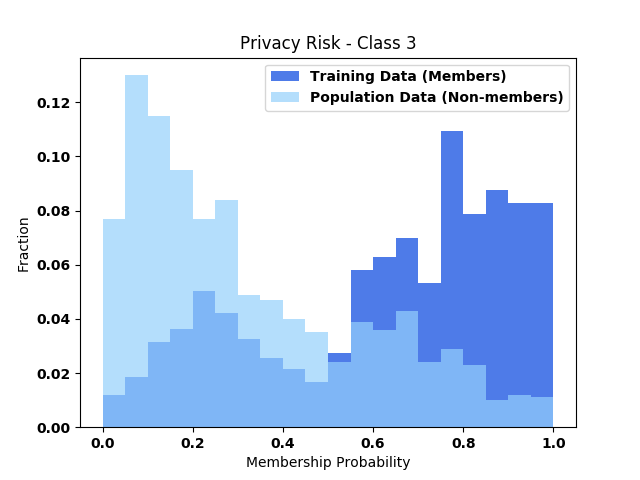 Privacy Risk - Class 3
Training Data (Members)
Population Data (Non-members)
0.12
0.10
0.08
0.06
0.04
0.02
0.00
Fraction
0.0 0.2 0.4 0.6 0.8 1.0
Membership Probability